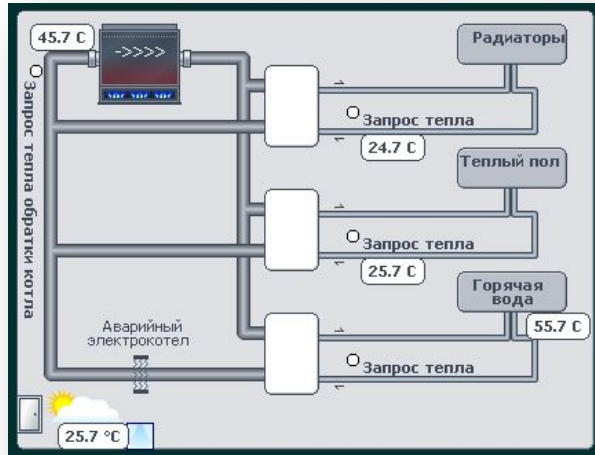 45.7 C
->>>>
Радиаторы
Запрос тепла обратки котла
Запрос тепла
24.7 C
Теплый пол
Запрос тепла
25.7 C
Горячая
вода
55.7 C
Аварийный
электрокотел
Запрос тепла
25.7 °C